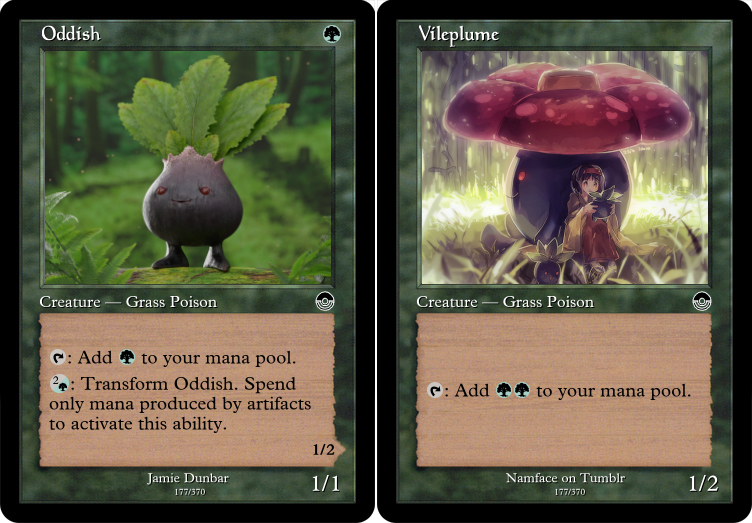 Oddish
Creature — Grass Poison
: Add to your mana pool.
2: Transform Oddish. Spend
only mana produced by artifacts
to activate this ability.
1/2
Jamie Dunbar
177/370
1/1
Vileplume
Creature — Grass Poison
: Add to your mana pool.
Namface on Tumblr
177/370
1/2